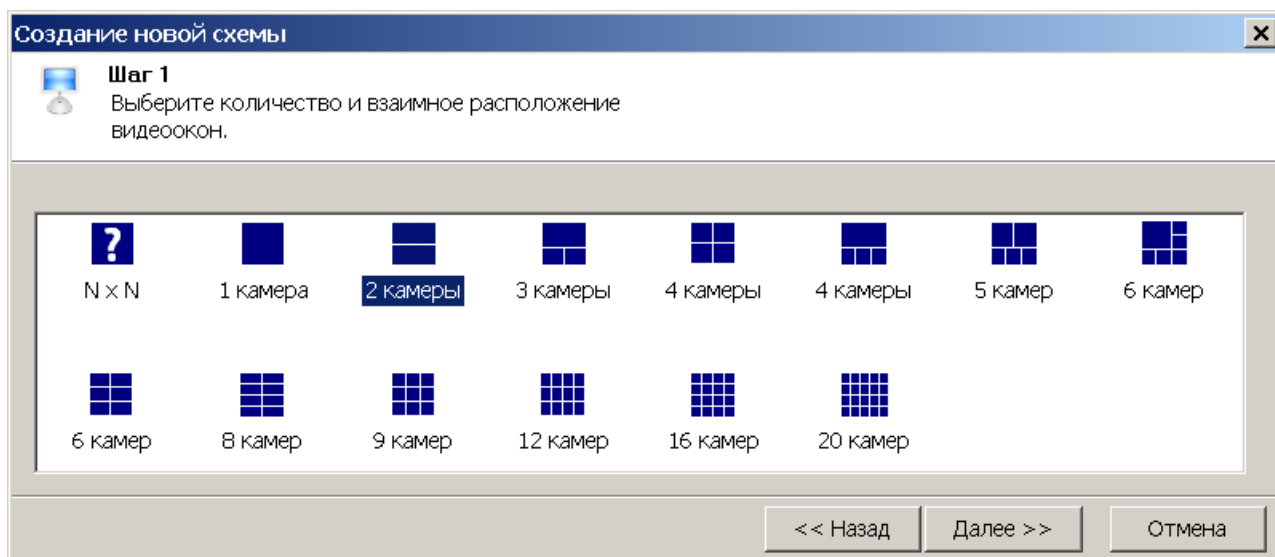 Создание новой схемы
Шаг 1
Выберите количество и взаимное расположение
видеоокон.
?
N x N
1 камера
2 камеры
3 камеры
4 камеры
4 камеры
5 камер
6 камер
6 камер
8 камер
9 камер
12 камер
16 камер
20 камер
<< Назад
Далее >>
Отмена